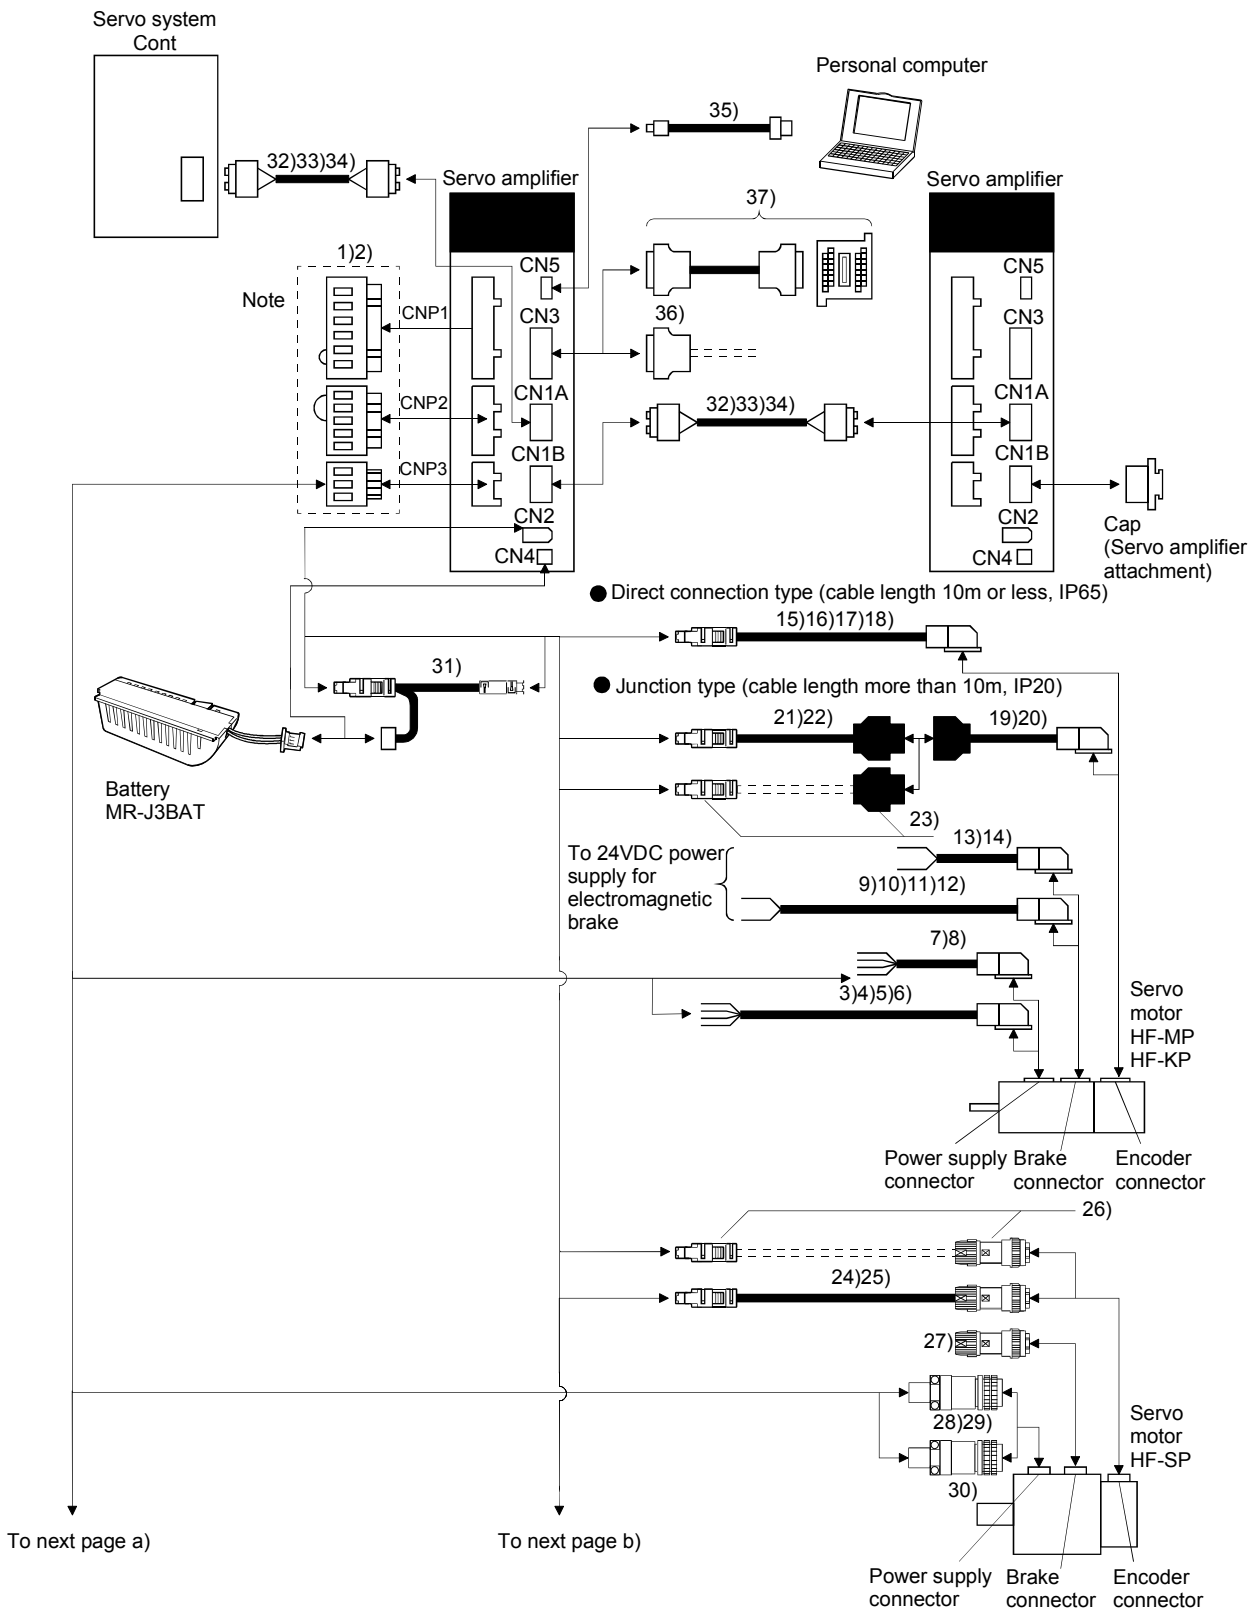 Servo system
Cont
Personal computer
35)
32)33)34)
Servo amplifier
Servo amplifier
37)
1)2)
CN5
CN5
Note
CNP1
CN3
36)
CN3
CN1A
CN1A
CNP2
32)33)34)
CN1B
CN1B
CNP3
CN2
CN2
Cap
(Servo amplifier
attachment)
CN4
CN4
● Direct connection type (cable length 10m or less, IP65)
15)16)17)18)
31)
● Junction type (cable length more than 10m, IP20)
21)22)
19)20)
Battery
MR-J3BAT
23)
13)14)
To 24VDC power
supply for
electromagnetic
brake
9)10)11)12)
7)8)
3)4)5)6)
Servo
motor
HF-MP
HF-KP
Power supply
connector
Brake
connector
Encoder
connector
26)
24)25)
27)
28)29)
Servo
motor
HF-SP
30)
To next page a)
To next page b)
Power supply
connector
Brake
connector
Encoder
connector